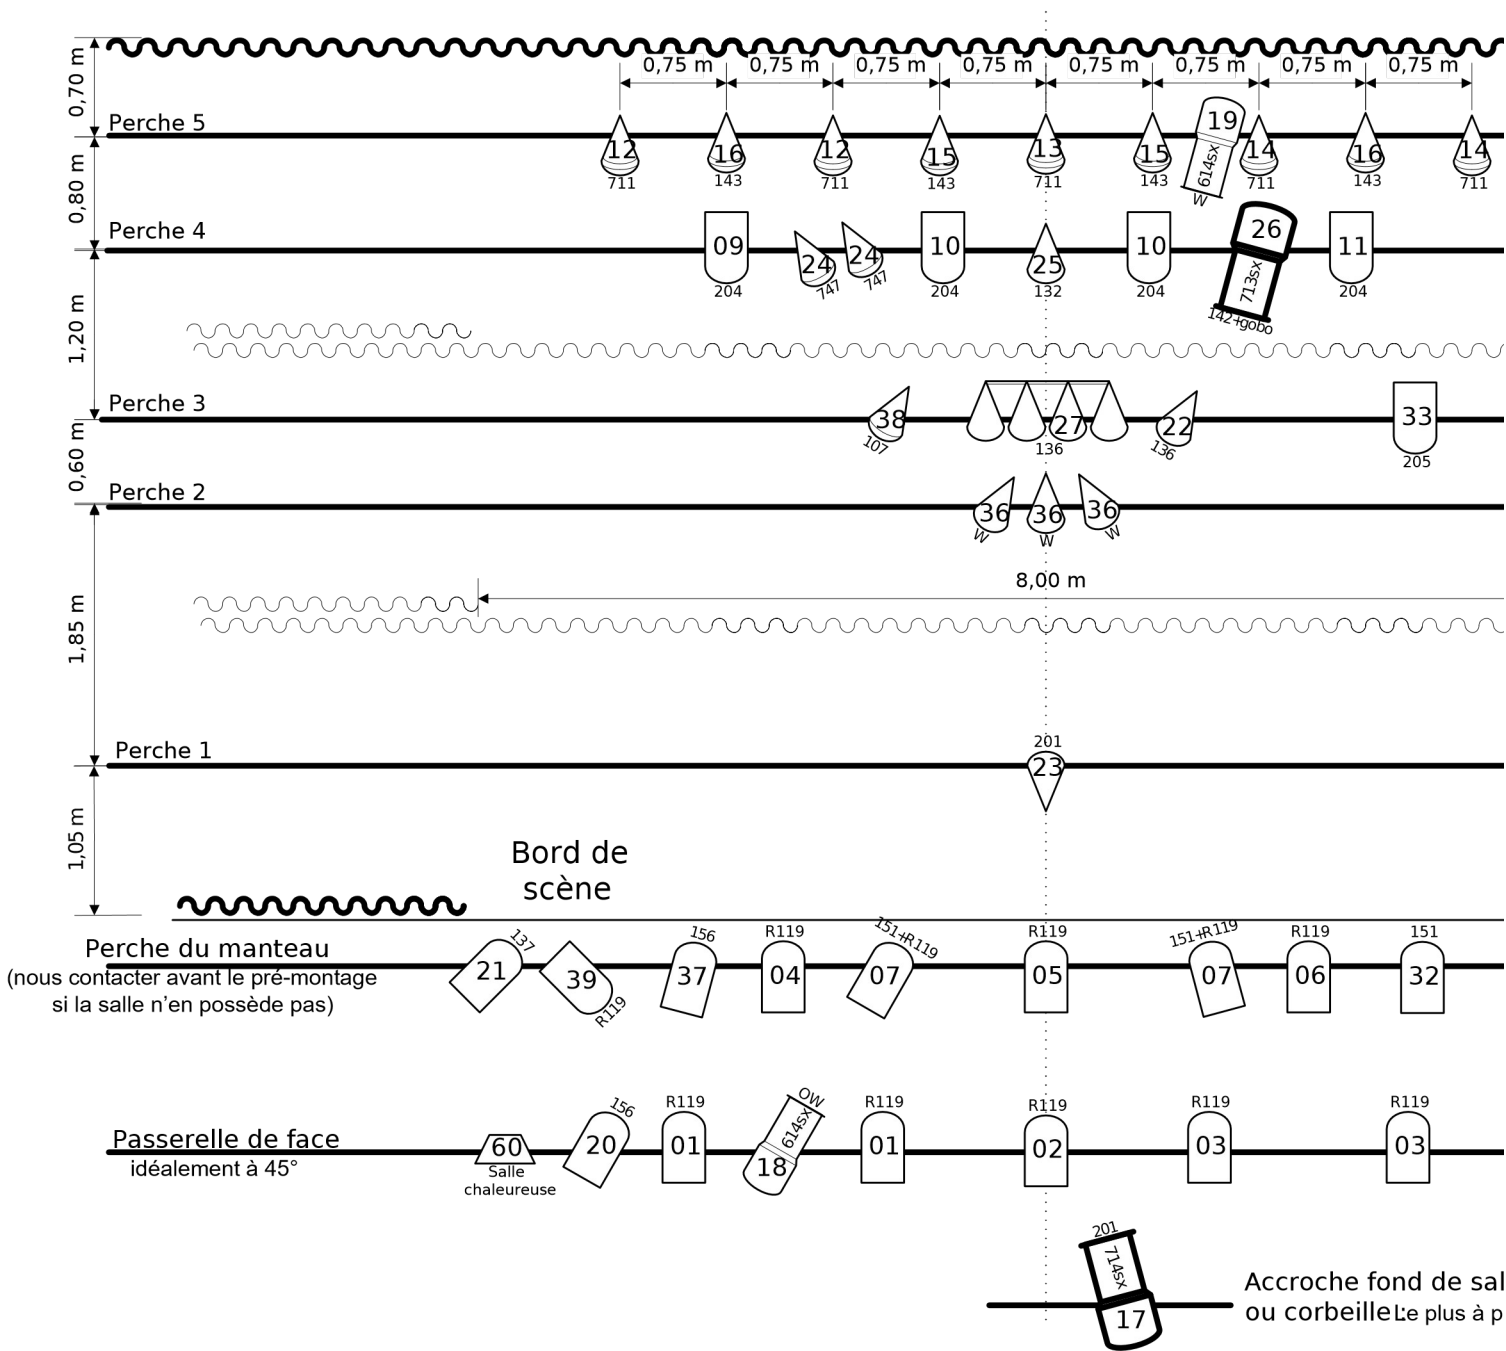 0,75 m 0,75 m 0,75 m 0,75 m 0,75 m 0,75 m 0,75 m 0,75 m
0,70 m
Perche 5
12 16 12 15 13 15 19 14 16 14
614sx
W
711 143 711 143 711 143 711 143 711
0,80 m
Perche 4
09 24 24 10 25 10 26 11
713sx
204 747 747 204 132 204 142+gobo 204
1,20 m
Perche 3
38 27 22 33
107 136 136 205
0,60 m
Perche 2
36 36 36
W W W
8,00 m
1,85 m
Perche 1
201
23
1,05 m
Bord de
scène
Perche du manteau
(nous contacter avant le pré-montage
si la salle n’en possède pas)
137 156 R119 151+R119 R119 151+R119 R119 151
21 39 37 04 07 05 07 06 32
R119
Passerelle de face
idéalement à 45°
156 R119 OW R119 R119 R119 R119
614sx
60 20 01 18 01 02 03 03
Salle
chaleureuse
201
714sx
17
Accroche fond de sal
ou corbeille:Le plus à p